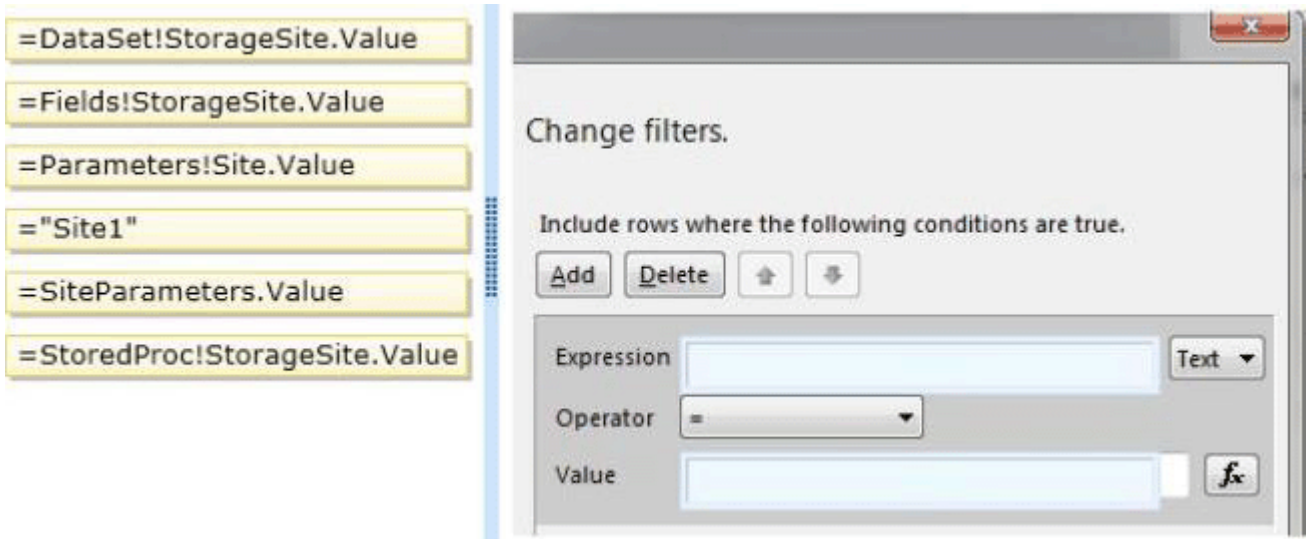 =DataSet!StorageSite.Value
=Fields!StorageSite.Value
=Parameters!Site.Value
="Site1"
=SiteParameters.Value
=StoredProc!StorageSite.Value
x
Change filters.
Include rows where the following conditions are true.
Add Delete
Expression Text
Operator =
Value fx